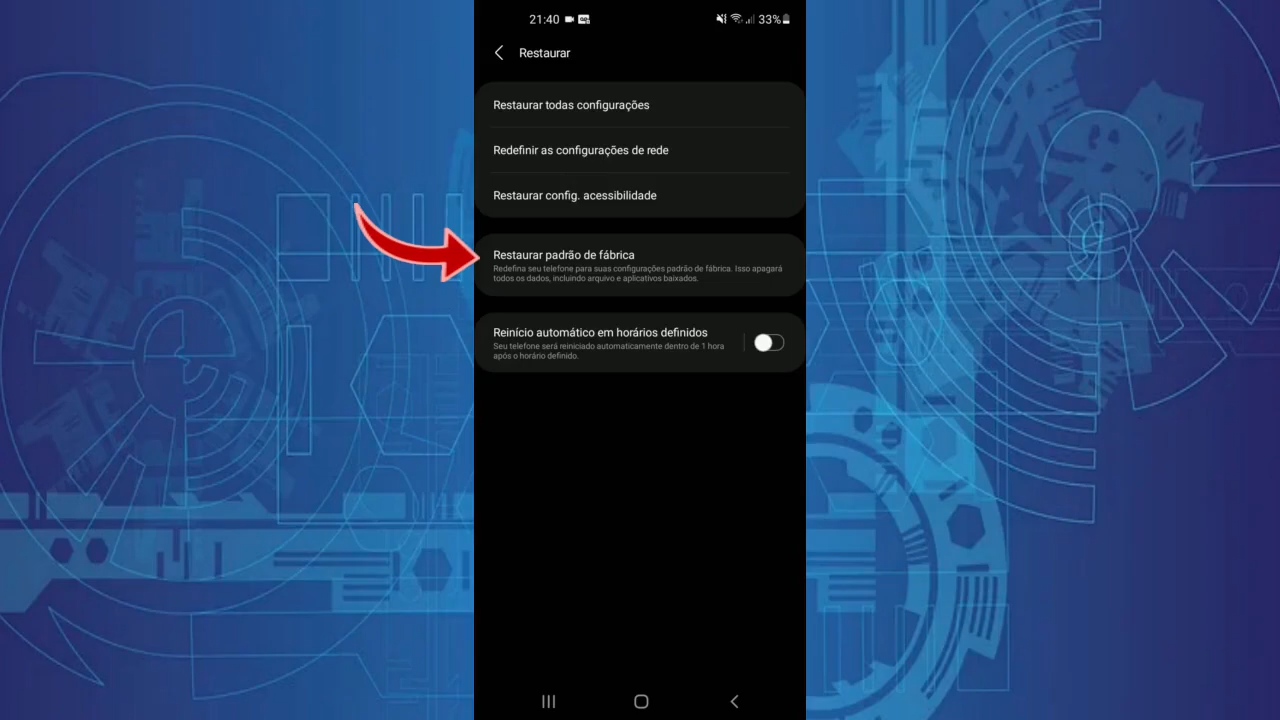 21:40
33%
Restaurar
Restaurar todas configurações
Redefinir as configurações de rede
Restaurar config. acessibilidade
Restaurar padrão de fábrica
Redefina seu telefone para suas configurações padrão de fábrica. Isso apagará
todos os dados, incluindo arquivo e aplicativos baixados.
Reinício automático em horários definidos
Seu telefone será reiniciado automaticamente dentro de 1 hora
após o horário definido.